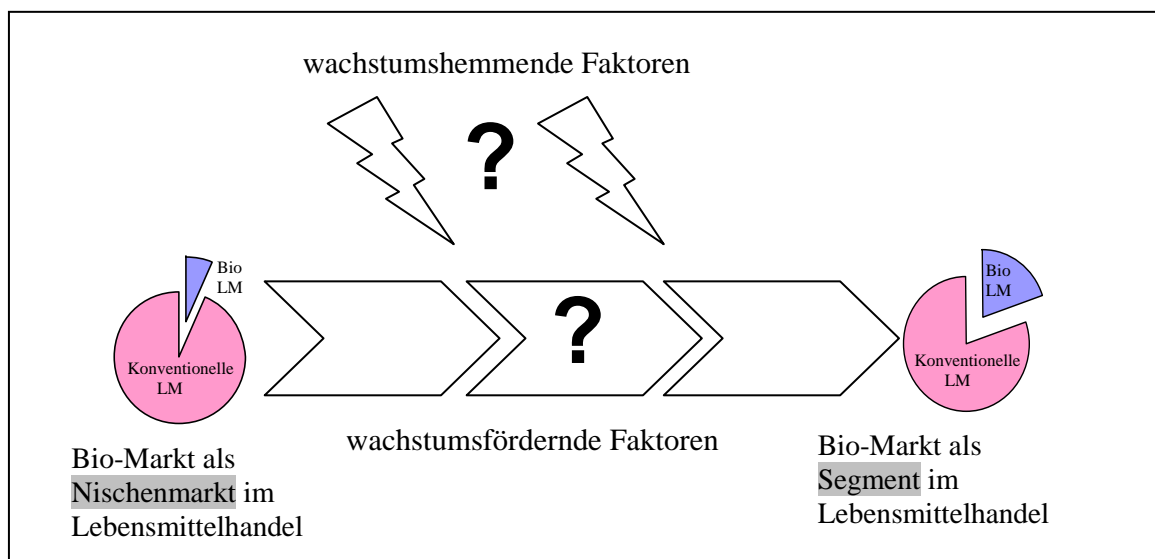 wachstumshemmende Faktoren
?
Bio
LM
Konventionelle
LM
?
Bio
LM
Konventionelle
LM
wachstumsfördernde Faktoren
Bio-Markt als
Nischenmarkt im
Lebensmittelhandel
Bio-Markt als
Segment im
Lebensmittelhandel